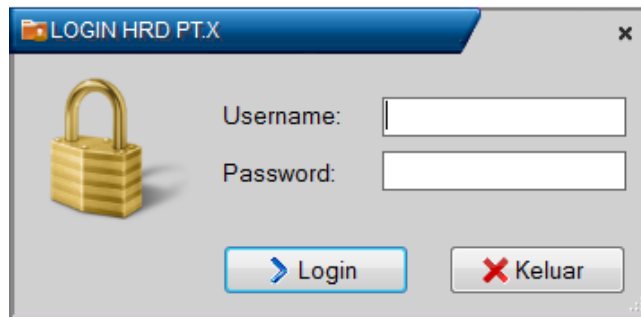 LOGIN HRD PT.X
Username:
Password:
Login
Keluar